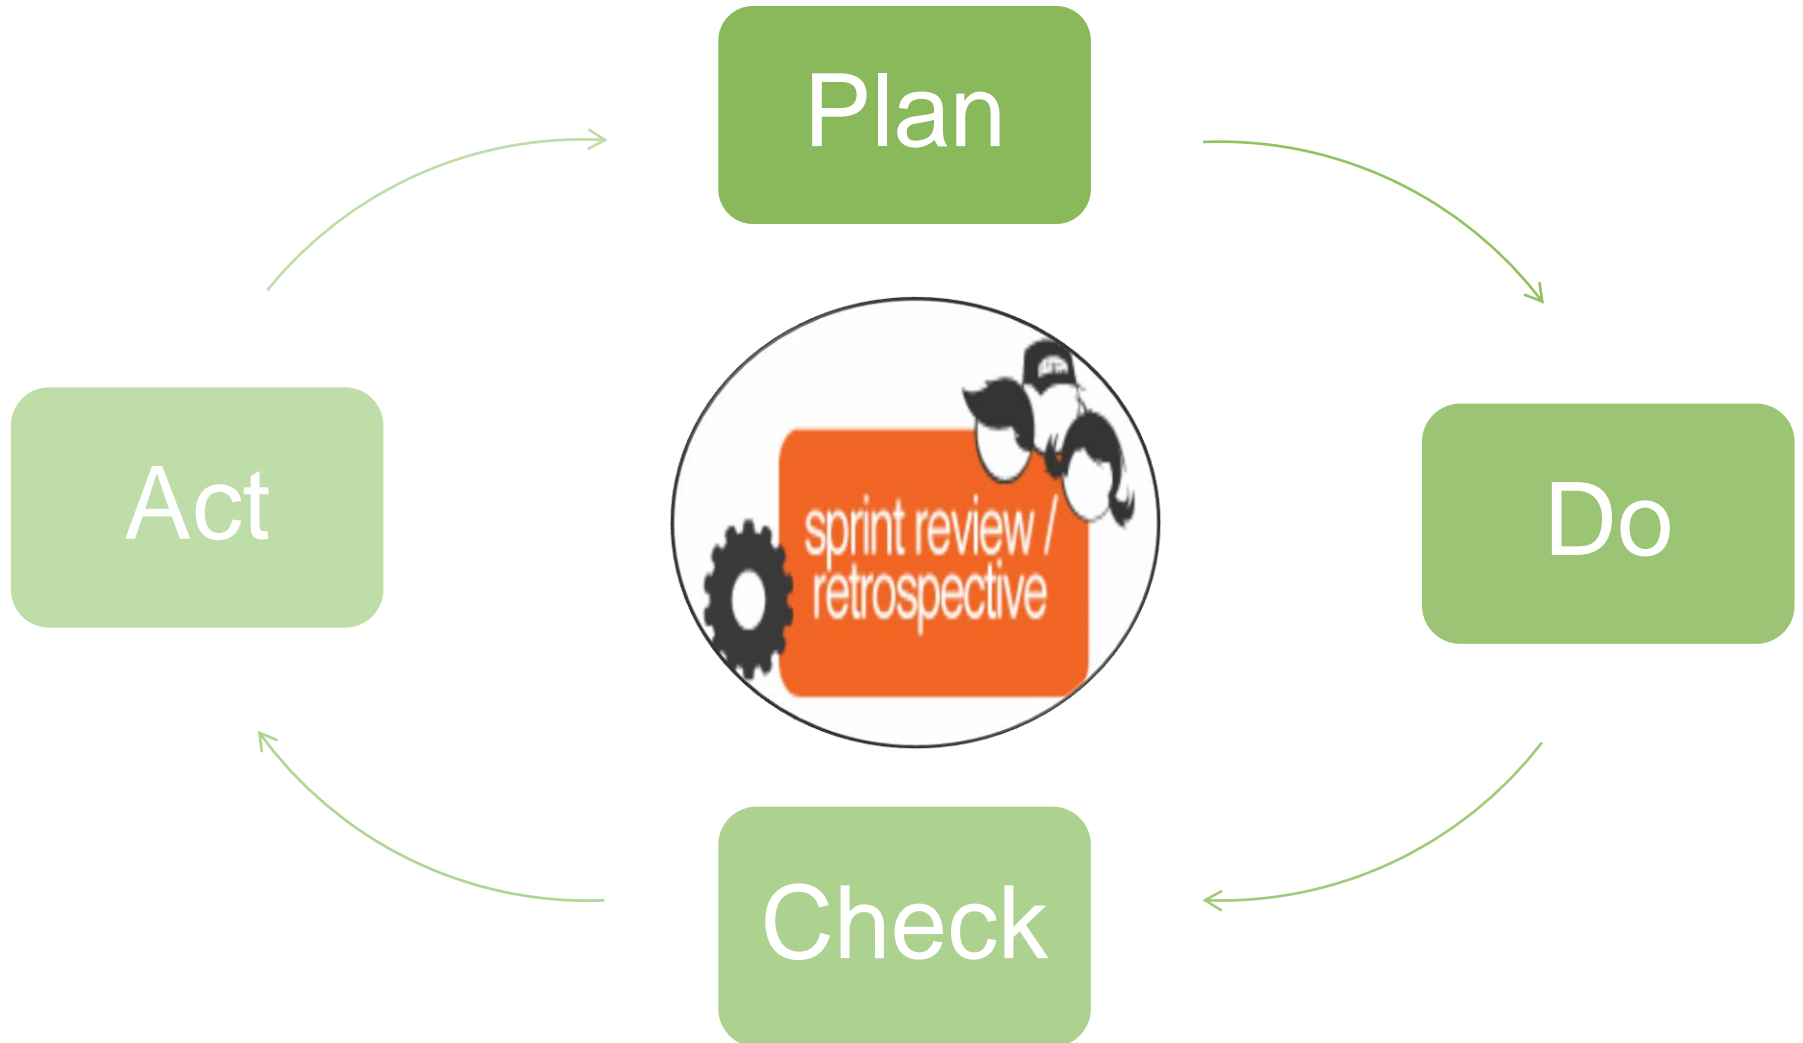 Plan
Act
Do
sprint review /
retrospective
Check